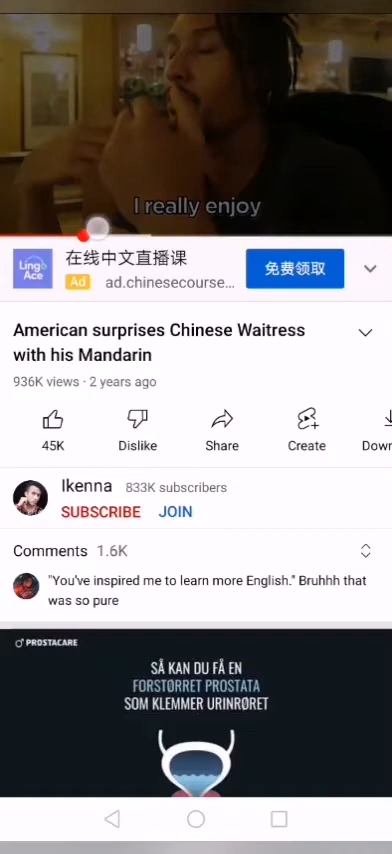 I really enjoy
Lingo
Ace
在线中文直播课
Ad ad.chinesecourse...
免费领取
American surprises Chinese Waitress
with his Mandarin
936K views · 2 years ago
45K
Dislike
Share
Create
Down
Ikenna 833K subscribers
SUBSCRIBE JOIN
Comments 1.6K
"You've inspired me to learn more English." Bruhhh that
was so pure
PROSTACARE
SÅ KAN DU FÅ EN
FORSTØRRET PROSTATA
SOM KLEMMER URINRØRET